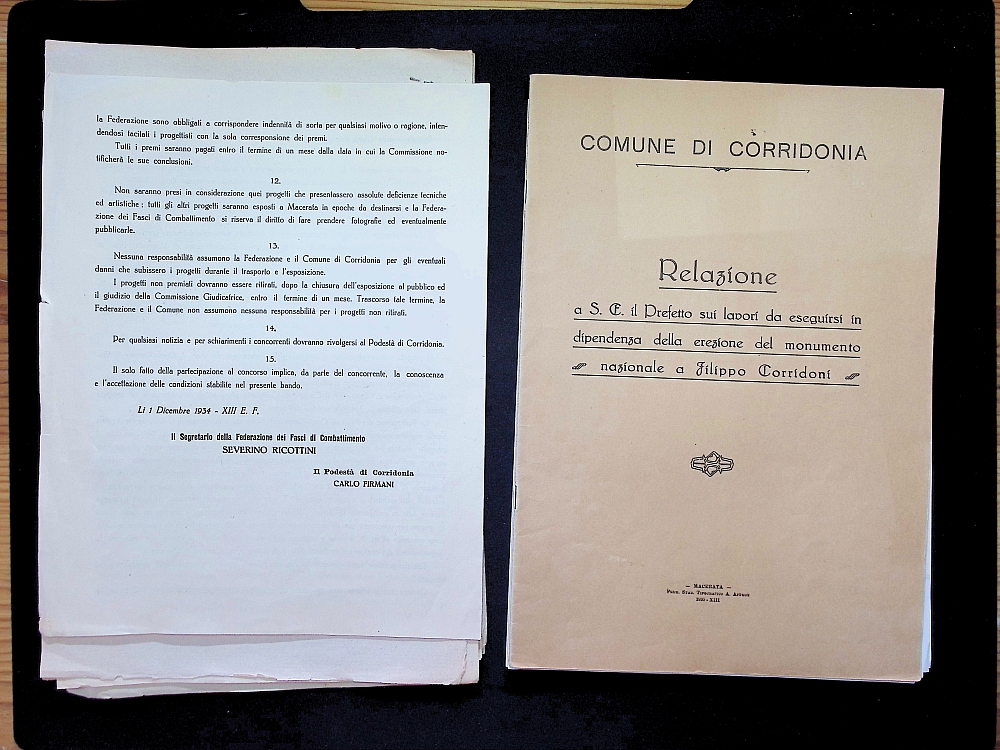 la Federazione sono obbligati a corrispondere indennità di sorta per qualsiasi motivo o ragione, inten-
dendosi tacitati i progettisti con la sola corresponsione dei premi.
Tutti i premi saranno pagati entro il termine di un mese dalla data in cui la Commissione no-
tificherà le sue conclusioni.
12.
Non saranno presi in considerazione quei progetti che presentassero assolute deficienze tecniche
ed artistiche ; tutti gli altri progetti saranno esposti a Macerata in epoche da destinarsi e la Federa-
zione dei Fasci di Combattimento si riserva il diritto di fare prendere fotografie ed eventualmente
pubblicarle.
13.
Nessuna responsabilità assumono la Federazione e il Comune di Corridonia per gli eventuali
danni che subissero i progetti durante il trasporto e l'esposizione.
I progetti non premiati dovranno essere ritirati, dopo la chiusura dell'esposizione al pubblico ed
il giudizio della Commissione Giudicatrice, entro il termine di un mese. Trascorso tale termine, la
Federazione e il Comune non assumono nessuna responsabilità per i progetti non ritirati.
14.
Per qualsiasi notizia e per schiarimenti i concorrenti dovranno rivolgersi al Podestà di Corridonia.
15.
Il solo fatto della partecipazione al concorso implica, da parte del concorrente, la conoscenza
e l'accettazione delle condizioni stabilite nel presente bando.
Li 1 Dicembre 1934 - XIII E. F.
Il Segretario della Federazione dei Fasci di Combattimento
SEVERINO RICOTTINI
Il Podestà di Corridonia
CARLO FIRMANI
COMUNE DI CORRIDONIA
Relazione
a S. E. il Prefetto sui lavori da eseguirsi in
dipendenza della erezione del monumento
nazionale a Filippo Corridoni
— MACERATA —
Prem. Stab. Tipografico A.
1935 - XIII